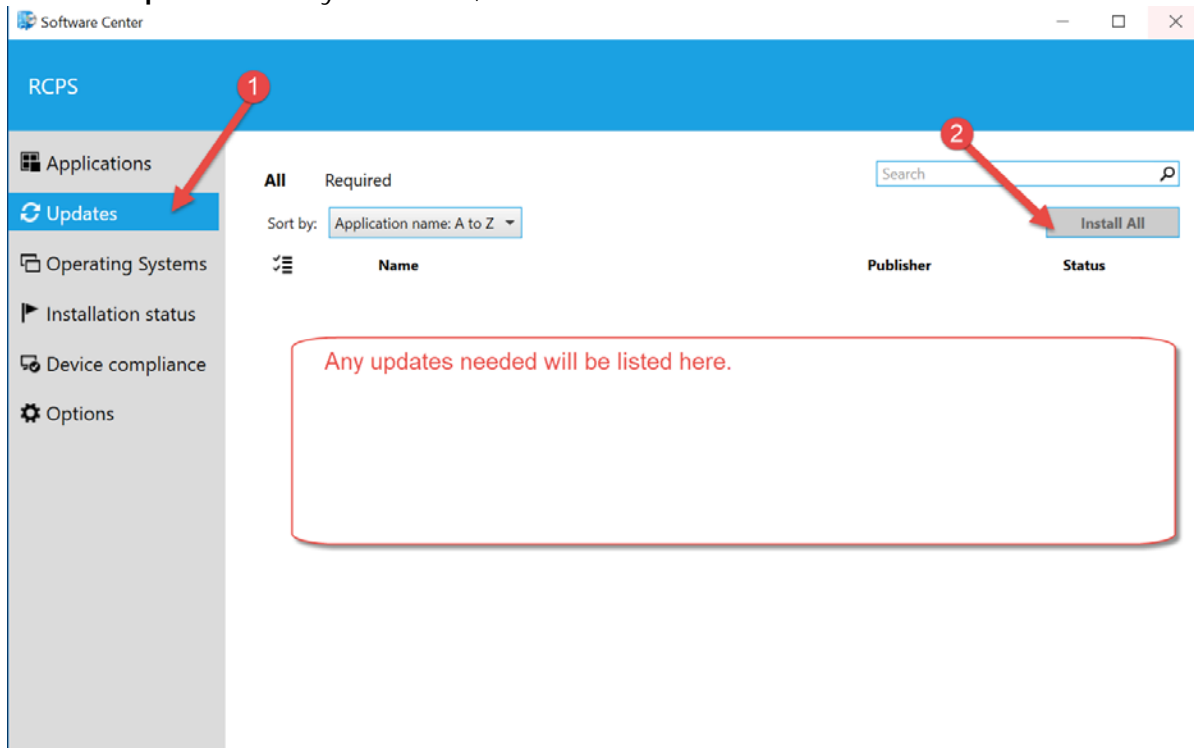 Software Center
RCPS
1
2
Applications
Updates
Operating Systems
Installation status
Device compliance
Options
All Required
Search
Sort by: Application name: A to Z
Install All
Name Publisher Status
Any updates needed will be listed here.